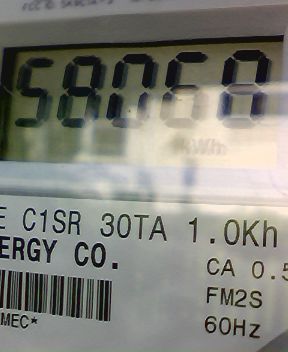 58068
kWh
E C1SR 30TA 1.0Kh
ERGY CO.
CA 0.5
FM2S
60Hz
MEC*